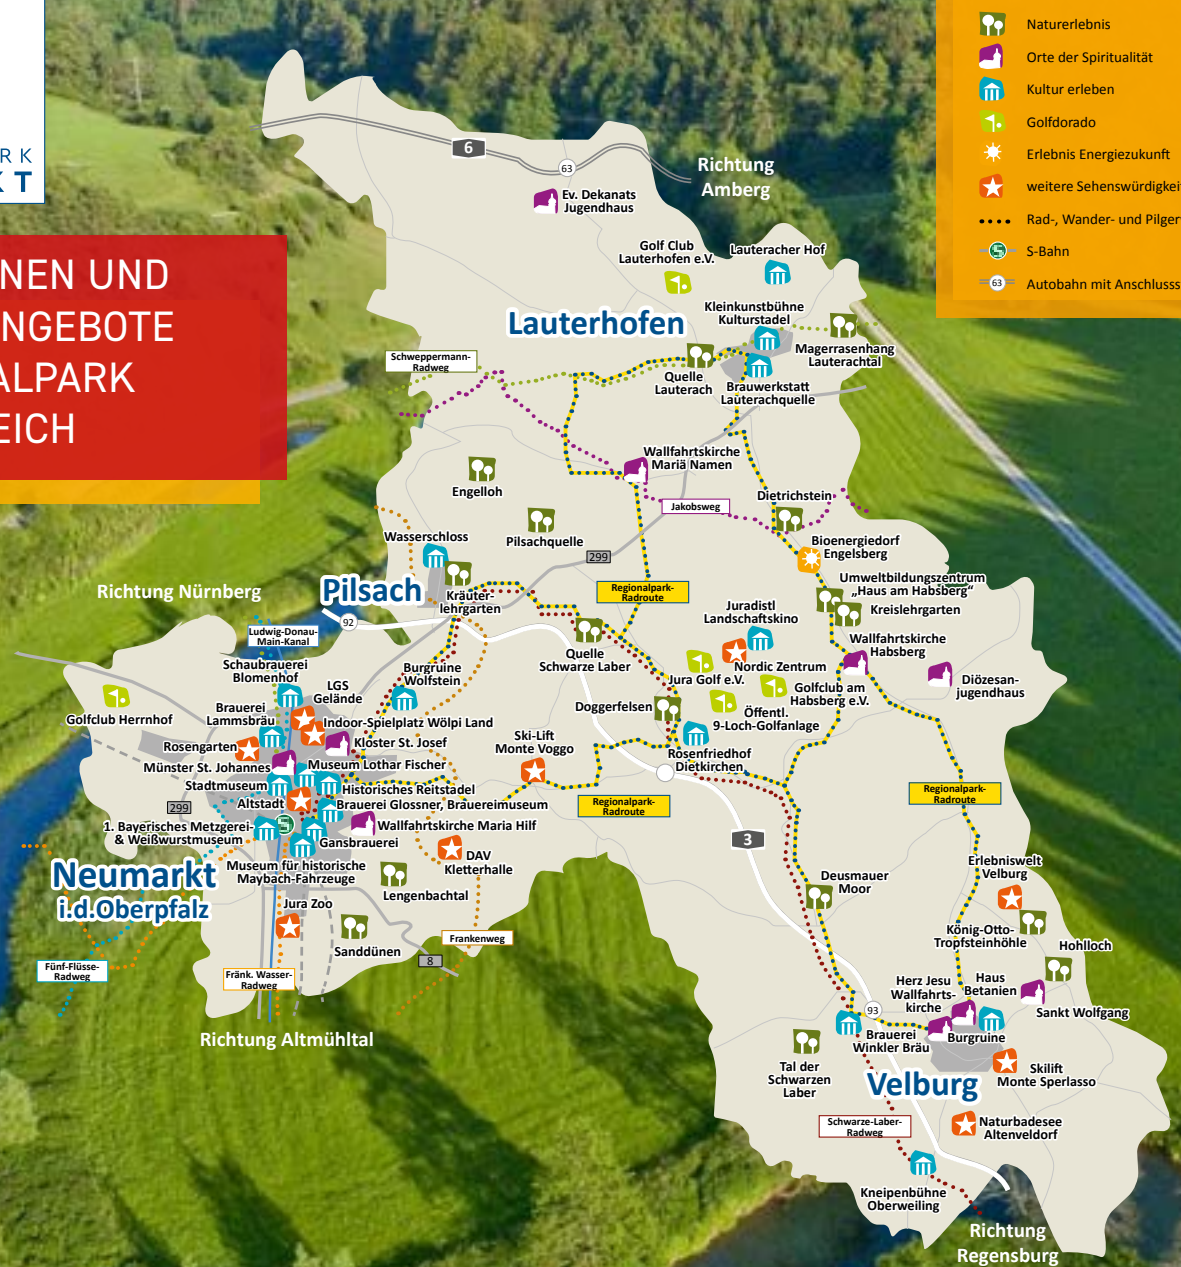 RK
KT
NEN UND
NGEBOTE
ALPARK
EICH
Naturerlebnis
Orte der Spiritualität
Kultur erleben
Golfdorado
Erlebnis Energiezukunft
weitere Sehenswürdigkeit
Rad-, Wander- und Pilger
S-Bahn
63
Autobahn mit Anschlusss
6
63
Richtung
Amberg
Ev. Dekanats
Jugendhaus
Golf Club
Lauterhofen e.V.
Lauteracher Hof
Lauterhofen
Kleinkunstbühne
Kulturstadel
Magerrasenhang
Lauterachtal
Schweppermann-
Radweg
Quelle
Lauterach
Brauwerkstatt
Lauterachquelle
Wallfahrtskirche
Mariä Namen
Engelloh
Jakobsweg
Dietrichstein
Pilsachquelle
Wasserschloss
299
Bioenergiedorf
Engelsberg
Richtung Nürnberg
Pilsach
Kräuter-
lehrgarten
Regionalpark-
Radroute
Umweltbildungszentrum
„Haus am Habsberg“
Kreislehrgarten
92
Juradistl
Landschaftskino
Ludwig-Donau-
Main-Kanal
Wallfahrtskirche
Habsberg
Quelle
Schwarze Laber
Nordic Zentrum
Schaubrauerei
Blomenhof
Burgruine
Wolfstein
Jura Golf e.V.
Golfclub am
Habsberg e.V.
Diözesan-
jugendhaus
LGS
Gelände
Golfclub Herrnhof
Brauerei
Lammsbräu
Indoor-Spielplatz Wölpi Land
Doggerfelsen
Öffentl.
9-Loch-Golfanlage
Rosengarten
Kloster St. Josef
Ski-Lift
Monte Voggo
Rosenfriedhof
Dietkirchen
Münster St. Johannes
Museum Lothar Fischer
Stadtmuseum
Historisches Reitstadel
299
Altstadt
Brauerei Glossner, Brauereimuseum
Regionalpark-
Radroute
Regionalpark-
Radroute
1. Bayerisches Metzgerei-
& Weißwurstmuseum
Wallfahrtskirche Maria Hilf
Gansbrauerei
3
Neumarkt
i.d.Oberpfalz
Museum für historische
Maybach-Fahrzeuge
DAV
Kletterhalle
Lengenbachtal
Deusmauer
Moor
Erlebniswelt
Velburg
Jura Zoo
Sanddünen
Frankenweg
8
König-Otto-
Tropfsteinhöhle
Hohlloch
Fünf-Flüsse-
Radweg
Fränk. Wasser-
Radweg
Herz Jesu
Wallfahrts-
kirche
Haus
Betanien
Sankt Wolfgang
93
Richtung Altmühltal
Brauerei
Winkler Bräu
Burgruine
Tal der
Schwarzen
Laber
Velburg
Skilift
Monte Sperlasso
Schwarze-Laber-
Radweg
Naturbadesee
Altenveldorf
Kneipenbühne
Oberweiling
Richtung
Regensburg